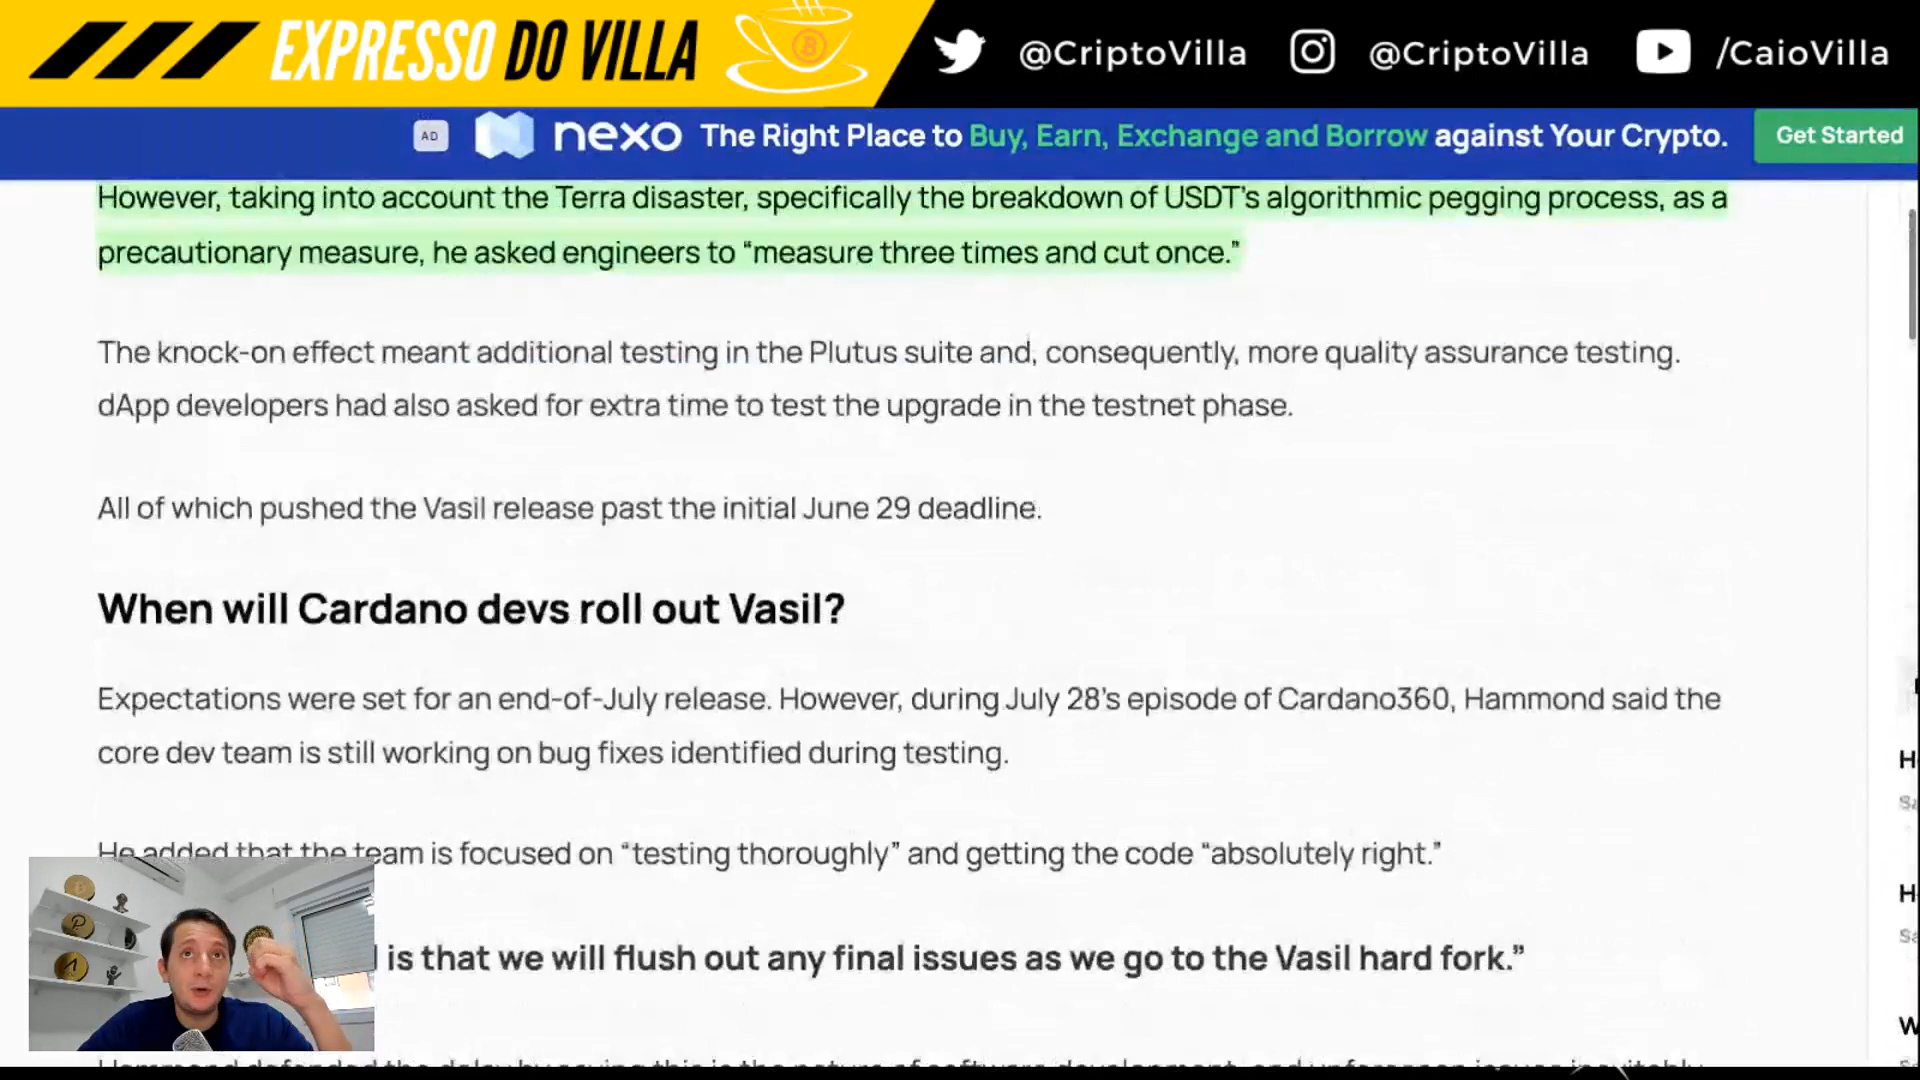 EXPRESSO DO VILLA
@CriptoVilla
@CriptoVilla
/CaioVilla
AD
nexo
The Right Place to Buy, Earn, Exchange and Borrow against Your Crypto.
Get Started
However, taking into account the Terra disaster, specifically the breakdown of USDT's algorithmic pegging process, as a
precautionary measure, he asked engineers to “measure three times and cut once.”
The knock-on effect meant additional testing in the Plutus suite and, consequently, more quality assurance testing.
dApp developers had also asked for extra time to test the upgrade in the testnet phase.
All of which pushed the Vasil release past the initial June 29 deadline.
When will Cardano devs roll out Vasil?
Expectations were set for an end-of-July release. However, during July 28's episode of Cardano360, Hammond said the
core dev team is still working on bug fixes identified during testing.
He added that the team is focused on “testing thoroughly” and getting the code “absolutely right.”
is that we will flush out any final issues as we go to the Vasil hard fork.”